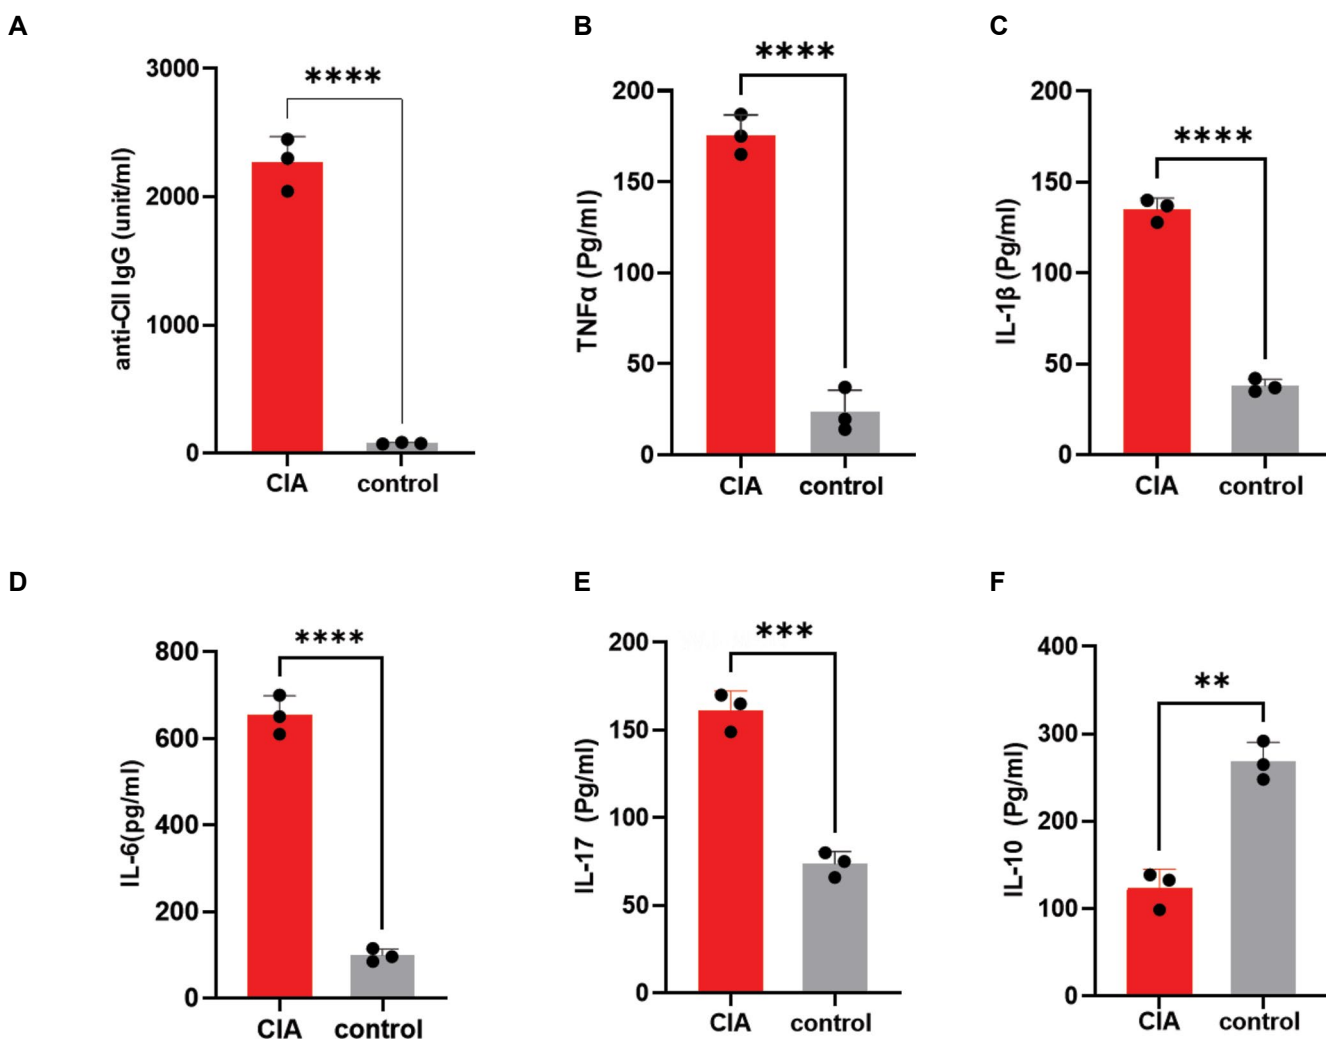 A
B
C
3000
2000
1000
0
anti-CII IgG (unit/ml)
****
CIA
control
200
150
100
50
0
TNFα (Pg/ml)
****
CIA
control
200
150
100
50
0
IL-1β (Pg/ml)
****
CIA
control
D
E
F
800
600
400
200
0
IL-6(pg/ml)
****
CIA
control
200
150
100
50
0
IL-17 (Pg/ml)
***
CIA
control
400
300
200
100
0
IL-10 (Pg/ml)
**
CIA
control